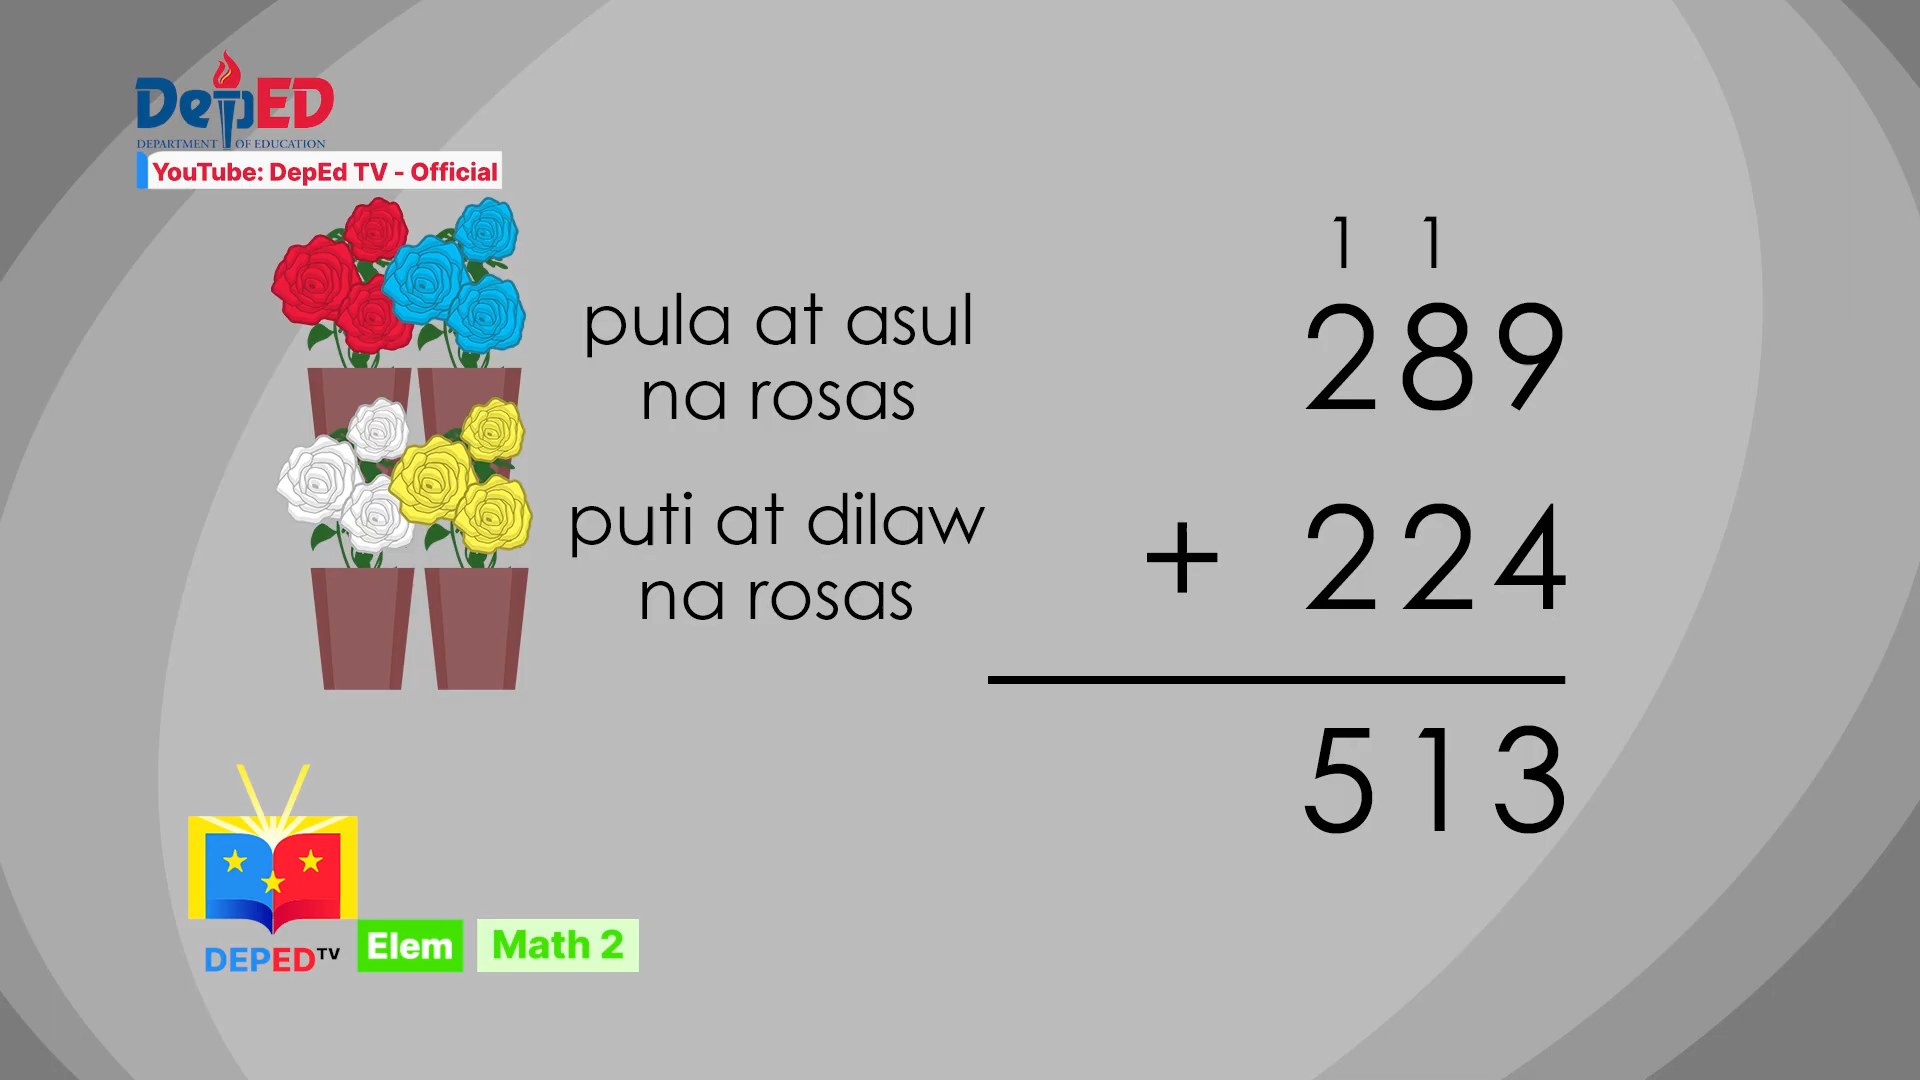 DepED
DEPARTMENT OF EDUCATION
YouTube: DepEd TV - Official
pula at asul
na rosas
puti at dilaw
na rosas
1 1
289
+ 224
513
DEPED TV
Elem
Math 2